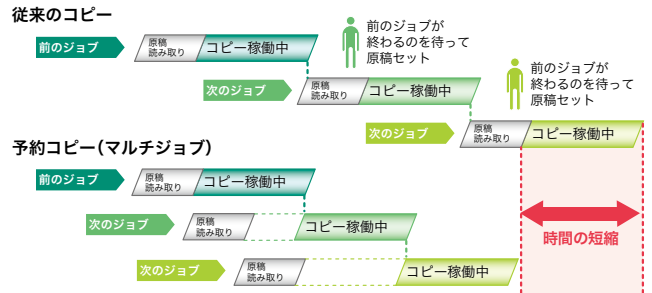 従来のコピー
前のジョブ
原稿
読み取り
コピー稼働中
前のジョブが
終わるのを待って
原稿セット
次のジョブ
原稿
読み取り
コピー稼働中
前のジョブが
終わるのを待って
原稿セット
次のジョブ
原稿
読み取り
コピー稼働中
予約コピー(マルチジョブ)
前のジョブ
原稿
読み取り
コピー稼働中
次のジョブ
原稿
読み取り
コピー稼働中
時間の短縮
次のジョブ
原稿
読み取り
コピー稼働中